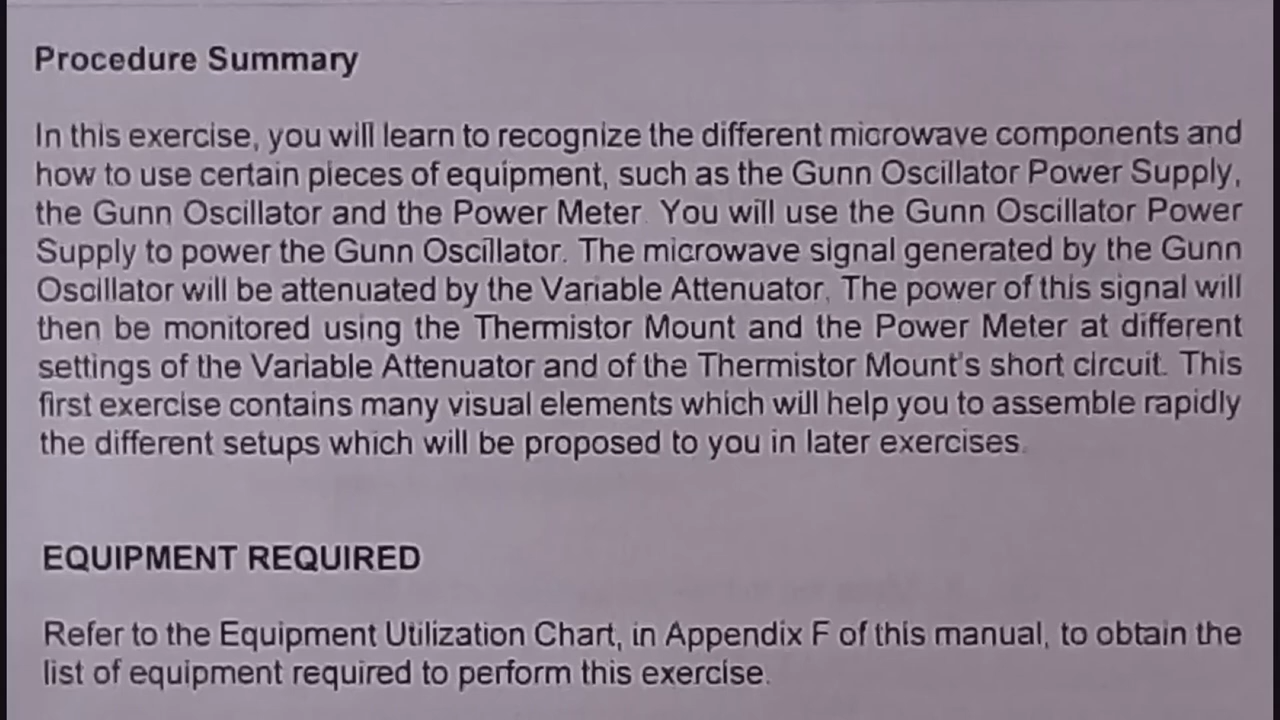 Procedure Summary
In this exercise, you will learn to recognize the different microwave components and
how to use certain pieces of equipment, such as the Gunn Oscillator Power Supply,
the Gunn Oscillator and the Power Meter. You will use the Gunn Oscillator Power
Supply to power the Gunn Oscillator. The microwave signal generated by the Gunn
Oscillator will be attenuated by the Variable Attenuator. The power of this signal will
then be monitored using the Thermistor Mount and the Power Meter at different
settings of the Variable Attenuator and of the Thermistor Mount's short circuit. This
first exercise contains many visual elements which will help you to assemble rapidly
the different setups which will be proposed to you in later exercises.
EQUIPMENT REQUIRED
Refer to the Equipment Utilization Chart, in Appendix F of this manual, to obtain the
list of equipment required to perform this exercise.